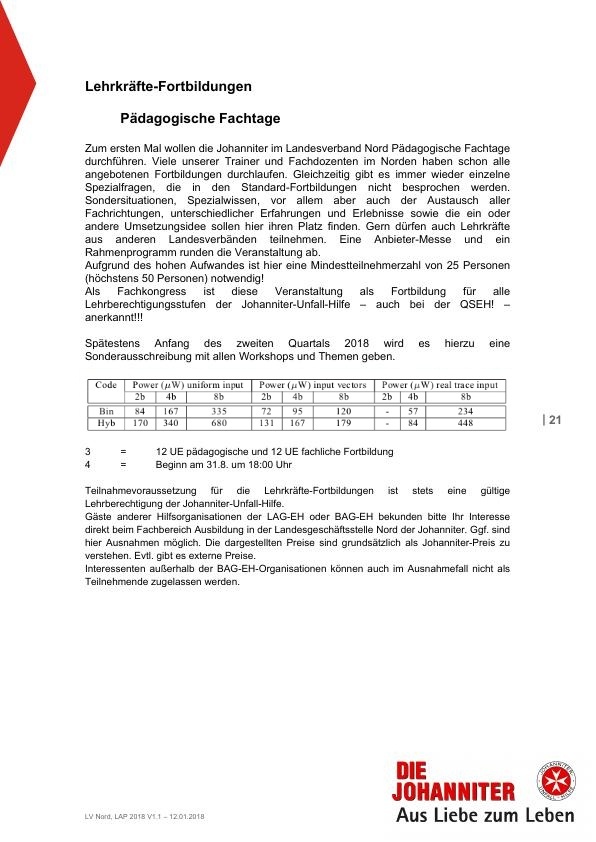 Lehrkräfte-Fortbildungen
Pädagogische Fachtage
Zum ersten Mal wollen die Johanniter im Landesverband Nord Pädagogische Fachtage
durchführen. Viele unserer Trainer und Fachdozenten im Norden haben schon alle
angebotenen Fortbildungen durchlaufen. Gleichzeitig gibt es immer wieder einzelne
Spezialfragen, die in den Standard-Fortbildungen nicht besprochen werden.
Sondersituationen, Spezialwissen, vor allem aber auch der Austausch aller
Fachrichtungen, unterschiedlicher Erfahrungen und Erlebnisse sowie die ein oder
andere Umsetzungsidee sollen hier ihren Platz finden. Gern dürfen auch Lehrkräfte
aus anderen Landesverbänden teilnehmen. Eine Anbieter-Messe und ein
Rahmenprogramm runden die Veranstaltung ab.
Aufgrund des hohen Aufwandes ist hier eine Mindestteilnehmerzahl von 25 Personen
(höchstens 50 Personen) notwendig!
Als Fachkongress ist diese Veranstaltung als Fortbildung für alle
Lehrberechtigungsstufen der Johanniter-Unfall-Hilfe – auch bei der QSEH! –
anerkannt!!!
Spätestens Anfang des zweiten Quartals 2018 wird es hierzu eine
Sonderausschreibung mit allen Workshops und Themen geben.
Code Power (μW) uniform input Power (μW) input vectors Power (μW) real trace input
2b 4b 8b 2b 4b 8b 2b 4b 8b
Bin 84 167 335 72 95 120 - 57 234
Hyb 170 340 680 131 167 179 - 84 448
| 21
3 = 12 UE pädagogische und 12 UE fachliche Fortbildung
4 = Beginn am 31.8. um 18:00 Uhr
Teilnahmevoraussetzung für die Lehrkräfte-Fortbildungen ist stets eine gültige
Lehrberechtigung der Johanniter-Unfall-Hilfe.
Gäste anderer Hilfsorganisationen der LAG-EH oder BAG-EH bekunden bitte Ihr Interesse
direkt beim Fachbereich Ausbildung in der Landesgeschäftsstelle Nord der Johanniter. Ggf. sind
hier Ausnahmen möglich. Die dargestellten Preise sind grundsätzlich als Johanniter-Preis zu
verstehen. Evtl. gibt es externe Preise.
Interessenten außerhalb der BAG-EH-Organisationen können auch im Ausnahmefall nicht als
Teilnehmende zugelassen werden.
DIE
JOHANNITER
JOHANNITER
UNFALL-HILFE
Aus Liebe zum Leben
LV Nord, LAP 2018 V1.1 – 12.01.2018